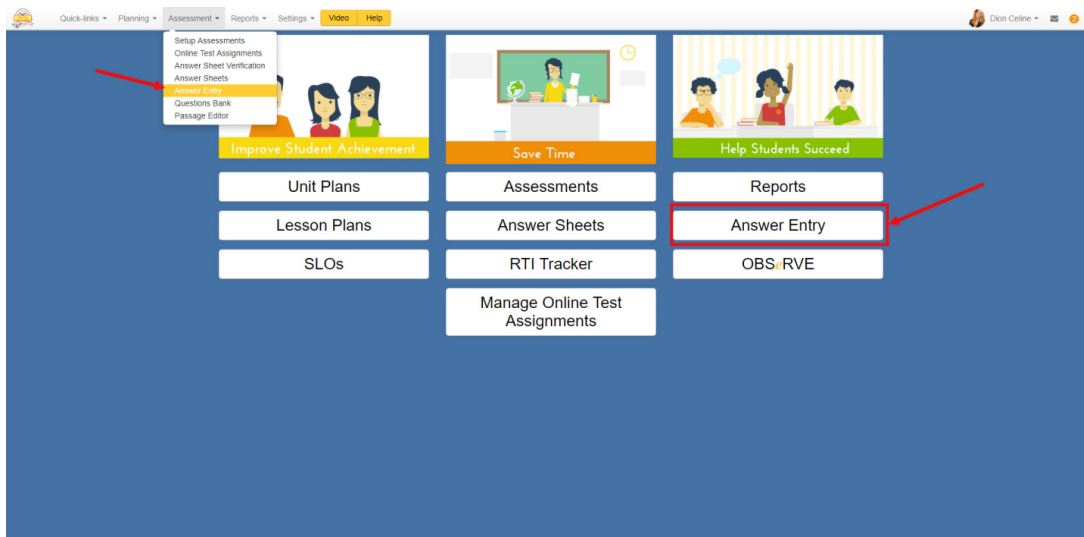 Quick-links Planning Assessment Reports Settings Video Help Dion Celine
Setup Assessments
Online Test Assignments
Answer Sheet Verification
Answer Sheets
Answer Entry
Questions Bank
Passage Editor
Improve Student Achievement
Save Time
Help Students Succeed
Unit Plans
Assessments
Reports
Lesson Plans
Answer Sheets
Answer Entry
SLOs
RTI Tracker
OBSeRVE
Manage Online Test
Assignments